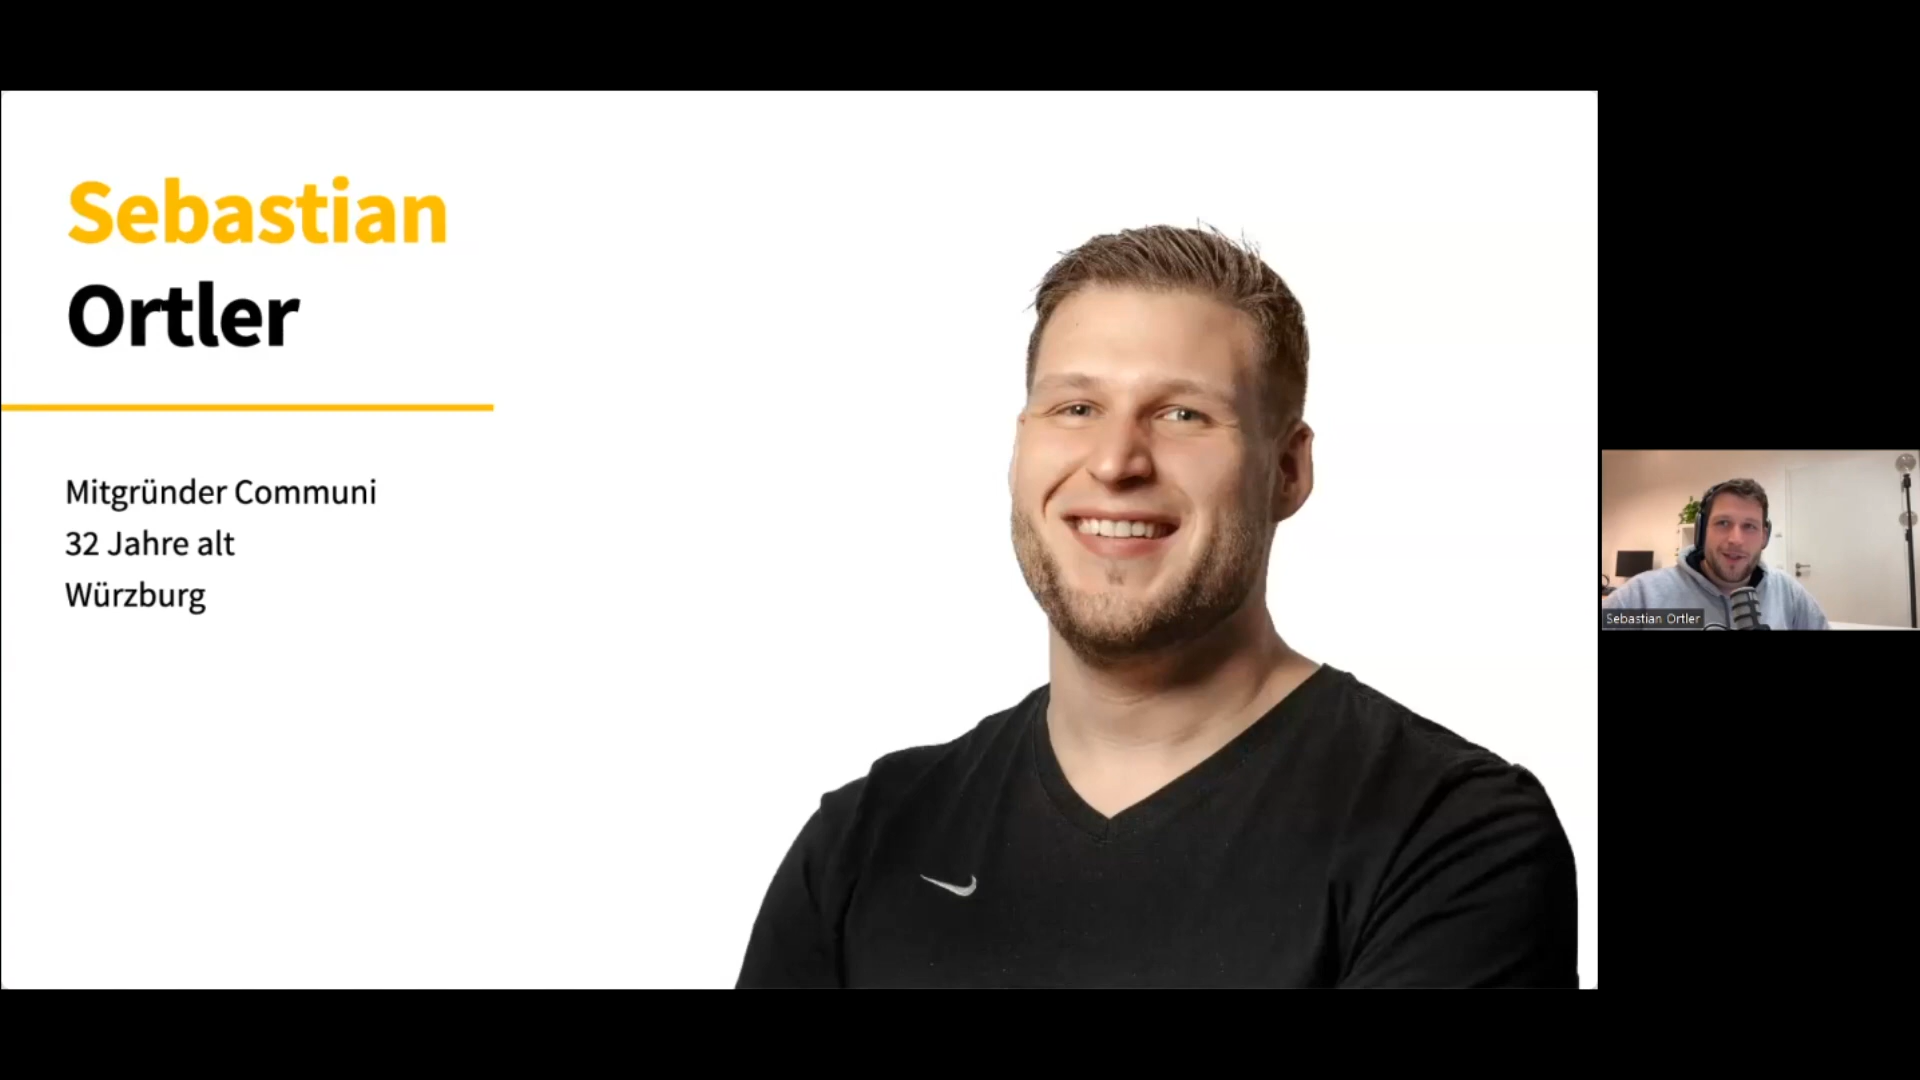 Sebastian
Ortler
Mitgründer Communi
32 Jahre alt
Würzburg
Sebastian Ortler